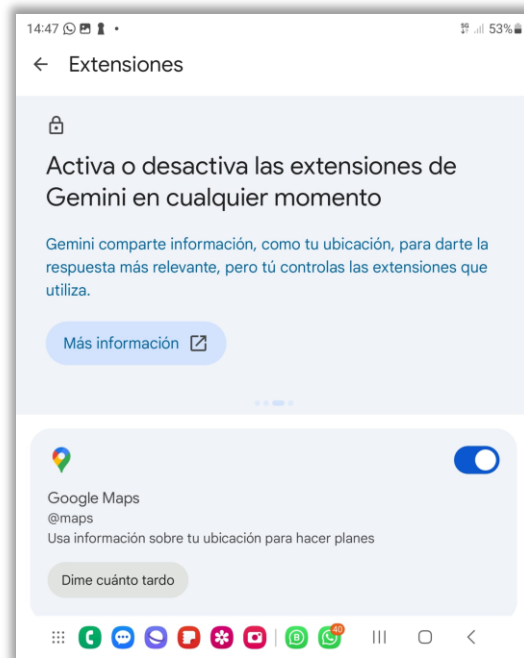 14:47 53%
Extensiones
Activa o desactiva las extensiones de
Gemini en cualquier momento
Gemini comparte información, como tu ubicación, para darte la
respuesta más relevante, pero tú controlas las extensiones que
utiliza.
Más información
Google Maps
@maps
Usa información sobre tu ubicación para hacer planes
Dime cuánto tardo
B 40